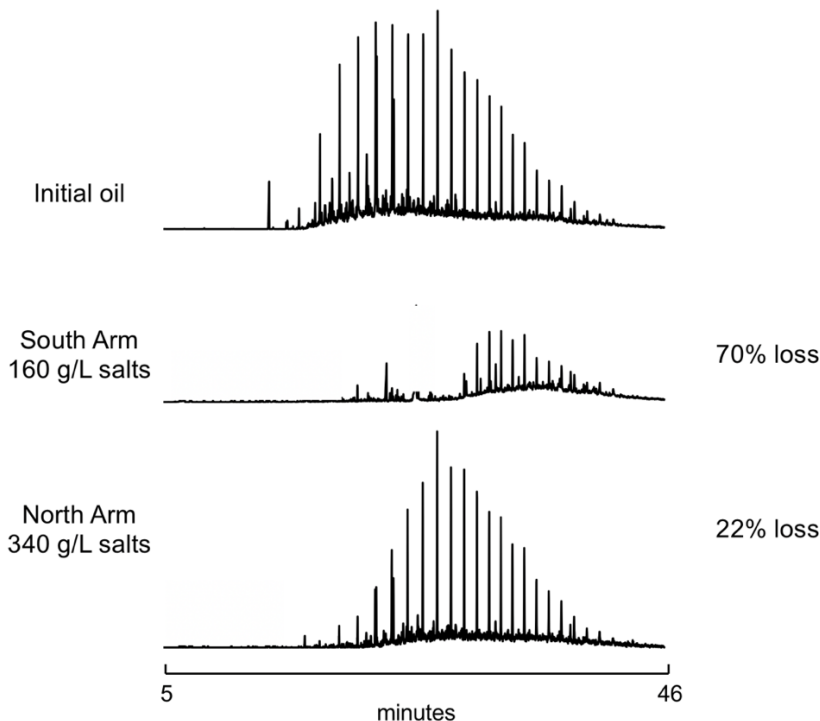 Initial oil
South Arm
160 g/L salts
70% loss
North Arm
340 g/L salts
22% loss
5
46
minutes